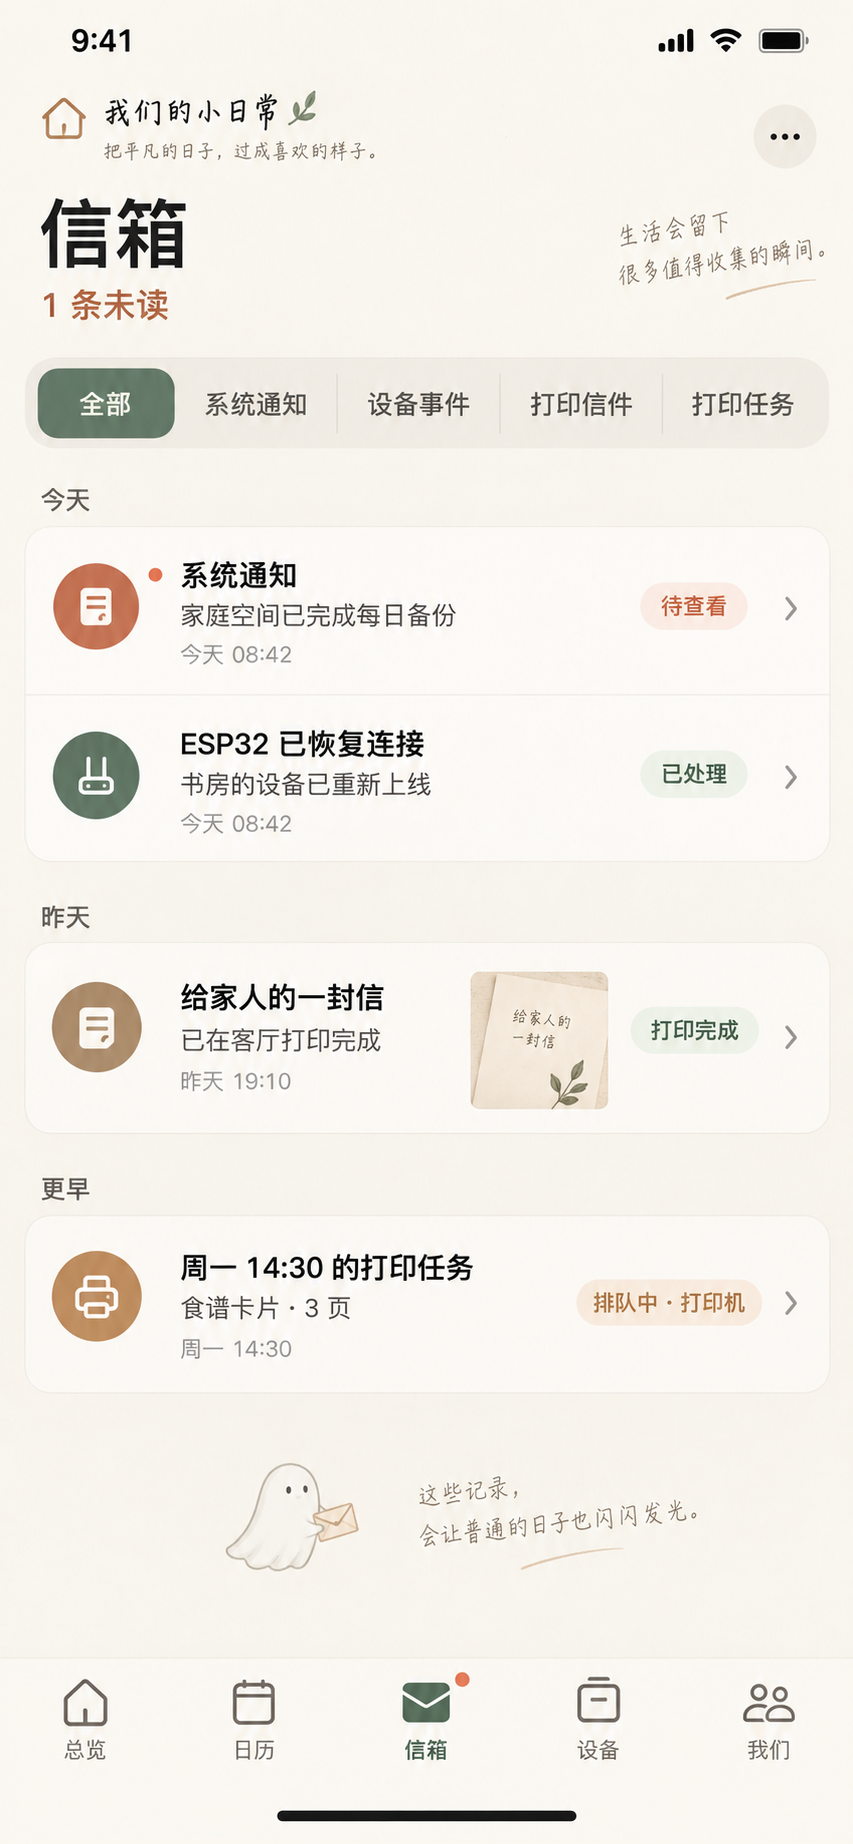 9:41
我们的小日常
把平凡的日子，过成喜欢的样子。
信箱
1 条未读
生活会留下
很多值得收集的瞬间。
全部
系统通知
设备事件
打印信件
打印任务
今天
系统通知
家庭空间已完成每日备份
今天 08:42
待查看
ESP32 已恢复连接
书房的设备已重新上线
今天 08:42
已处理
昨天
给家人的一封信
已在客厅打印完成
昨天 19:10
给家人的
一封信
打印完成
更早
周一 14:30 的打印任务
食谱卡片 · 3 页
周一 14:30
排队中 · 打印机
这些记录，
会让普通的日子也闪闪发光。
总览
日历
信箱
设备
我们